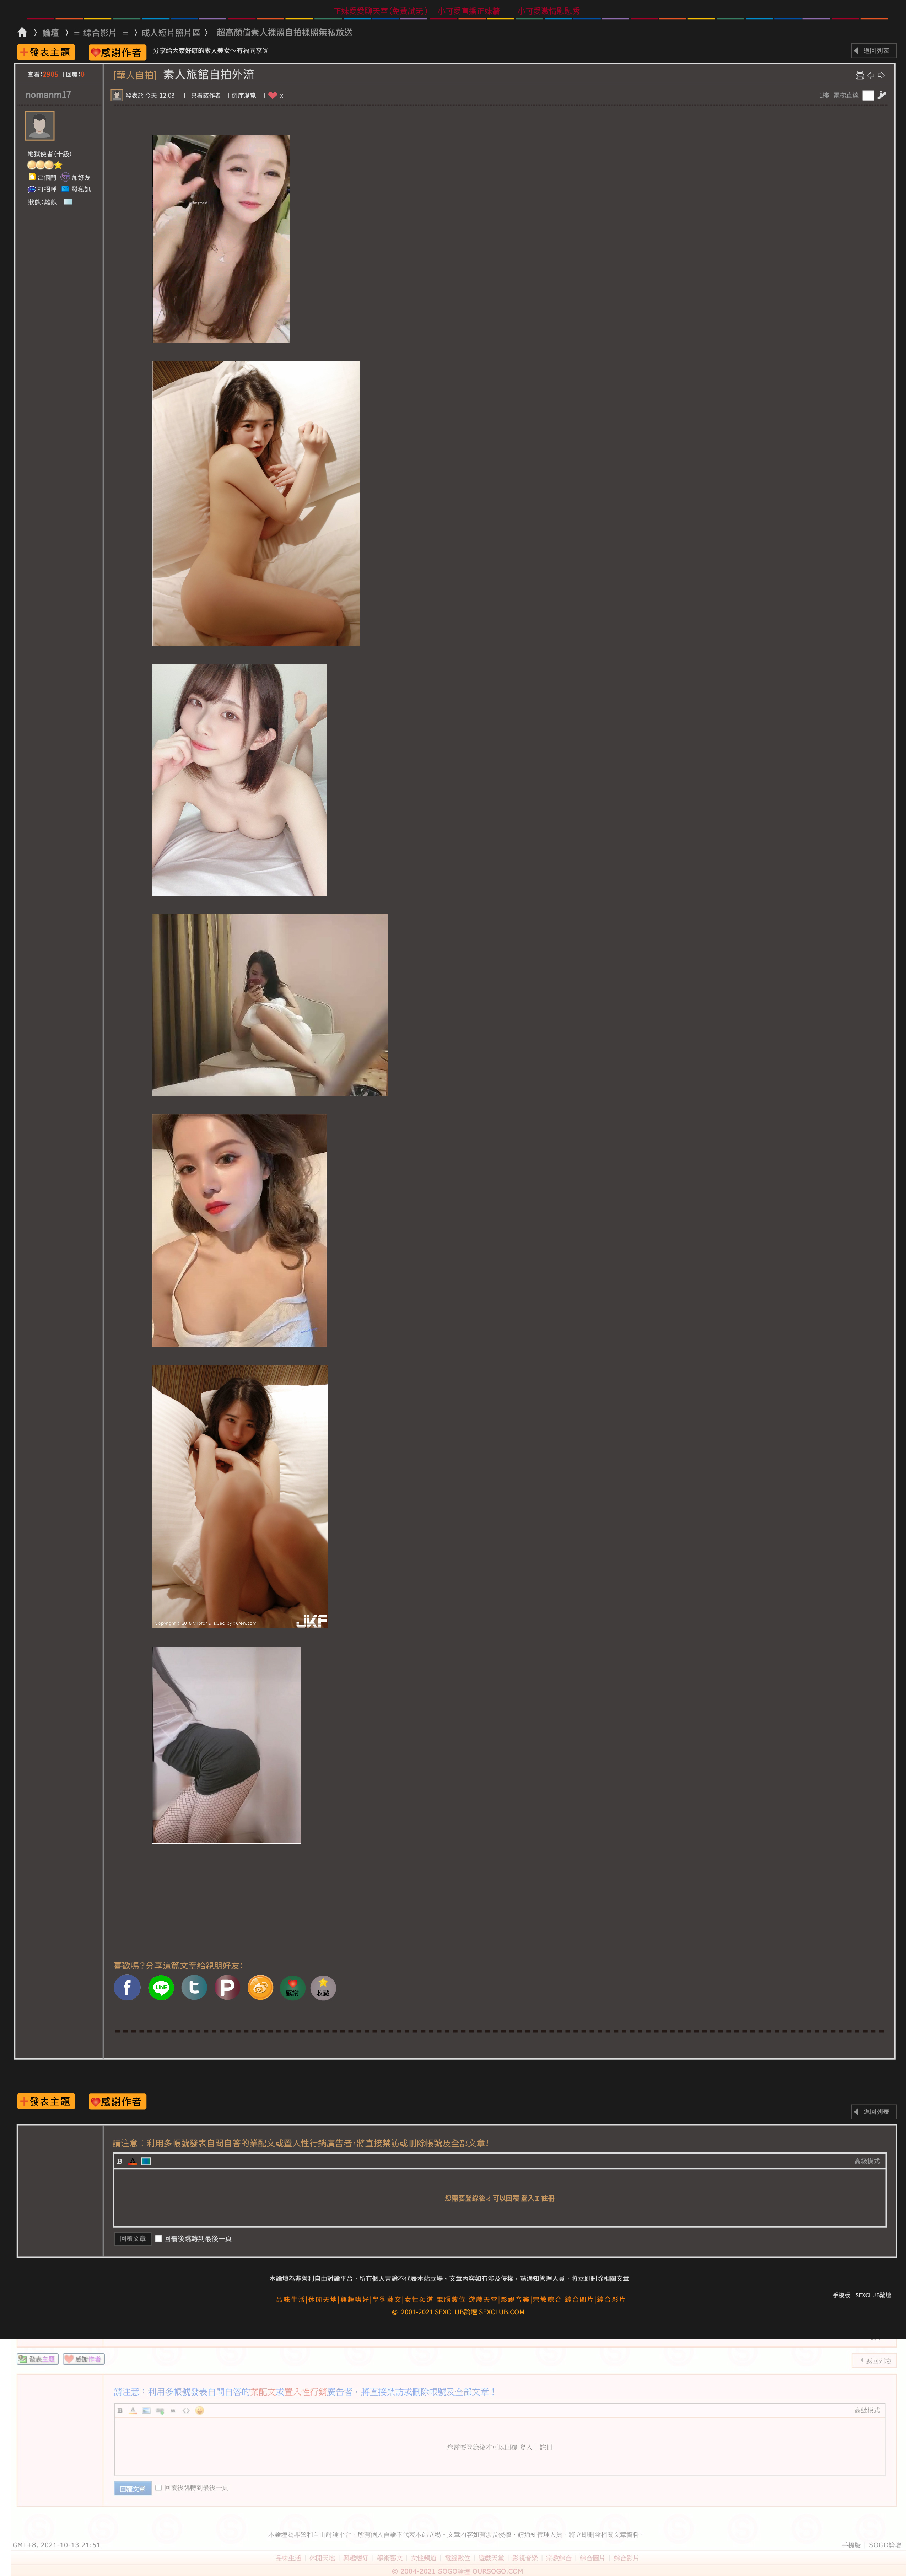 正妹愛愛聊天室(免費試玩！ 小可愛直播正妹牆 小可愛激情輕鬆看
〉論壇 〉≡ 綜合影片 ≡ 〉成人短片照片區 〉 超高顏值素人裸照自拍裸照無私放送
+發表主題 感謝作者 分享給大家好康的素人美女～有福同享呦 返回列表
查看:2905 I 回覆:0 [華人自拍] 素人旅館自拍外流
nomanm17 發表於 今天 12:03 I 只看該作者 I 倒序瀏覽 I x 1樓 電梯直達
地獄使者(十級)
串個門 加好友
打招呼 發私訊
狀態:離線
JKF
喜歡嗎？分享這篇文章給親朋好友:
f LINE t P 感謝 收藏
+發表主題 感謝作者
返回列表
請注意：利用多帳號發表自問自答的業配文或置入性行銷廣告者，將直接禁訪或刪除帳號及全部文章！
B A 高級模式
您需要登錄後才可以回覆 登入 I 註冊
回覆文章 回覆後跳轉到最後一頁
本論壇為非營利自由討論平台，所有個人言論不代表本站立場。文章內容如有涉及侵權，請通知管理人員，將立即刪除相關文章
手機版 I SEXCLUB論壇
品味生活|休閒天地|興趣嗜好|學術藝文|女性頻道|電腦數位|遊戲天堂|影視音樂|宗教綜合|綜合圖片|綜合影片
© 2001-2021 SEXCLUB論壇 SEXCLUB.COM
發表主題 感謝作者 返回列表
請注意：利用多帳號發表自問自答的業配文或置入性行銷廣告者，將直接禁訪或刪除帳號及全部文章！
B A 高級模式
您需要登錄後才可以回覆 登入 | 註冊
回覆文章 回覆後跳轉到最後一頁
本論壇為非營利自由討論平台，所有個人言論不代表本站立場。文章內容如有涉及侵權，請通知管理人員，將立即刪除相關文章資料。
GMT+8, 2021-10-13 21:51 手機版 | SOGO論壇
品味生活 | 休閒天地 | 興趣嗜好 | 學術藝文 | 女性頻道 | 電腦數位 | 遊戲天堂 | 影視音樂 | 宗教綜合 | 綜合圖片 | 綜合影片
© 2004-2021 SOGO論壇 OURSOGO.COM